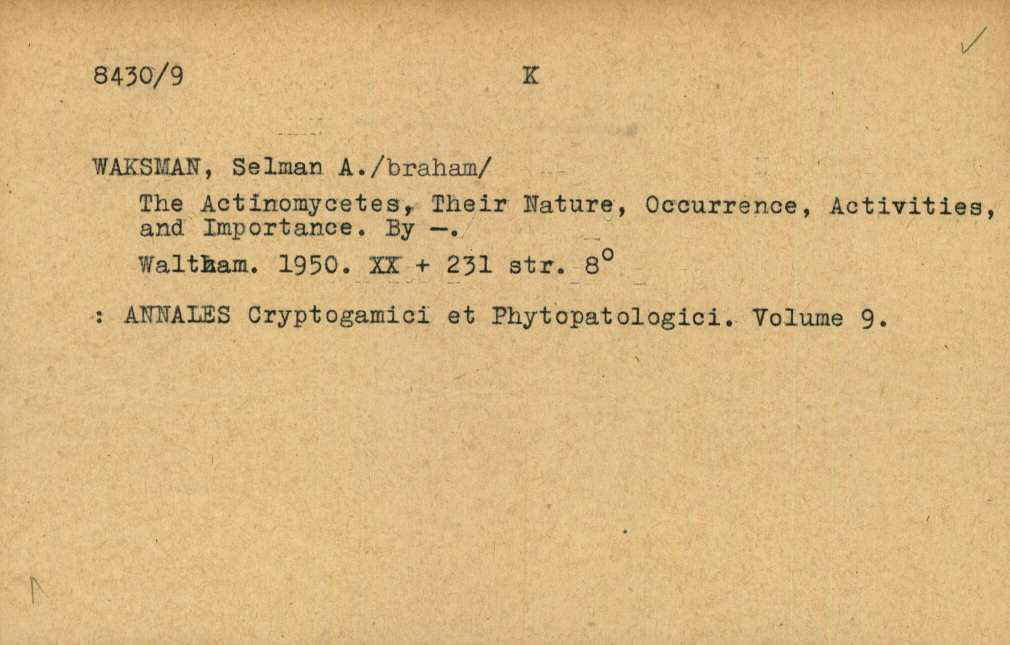 8430/9 K
WAKSMAN, Selman A./braham/
The Actinomycetes, Their Nature, Occurrence, Activities,
and Importance. By —.
Waltham. 1950. XX + 231 str. 8°
: ANNALES Cryptogamici et Phytopatologici. Volume 9.